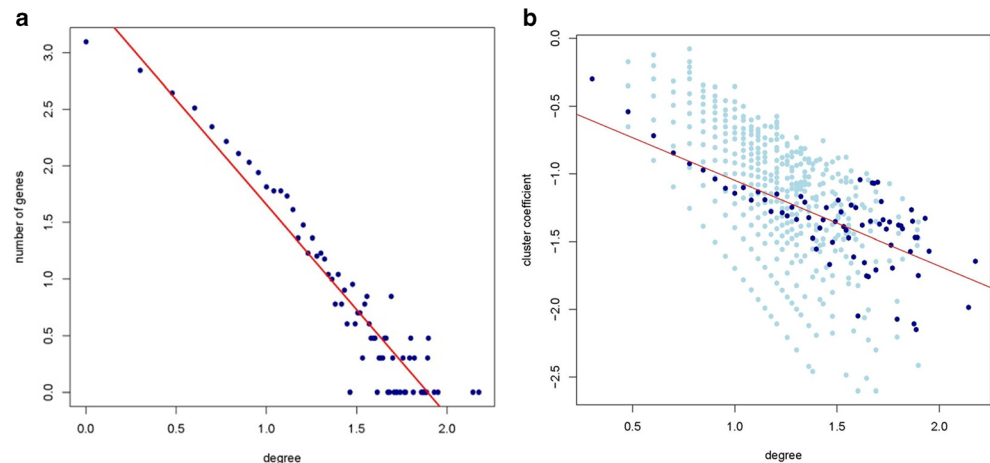 a
3.0
2.5
2.0
1.5
1.0
0.5
0.0
number of genes
0.0 0.5 1.0 1.5 2.0
degree
b
0.0
−0.5
−1.0
−1.5
−2.0
−2.5
cluster coefficient
0.5 1.0 1.5 2.0
degree